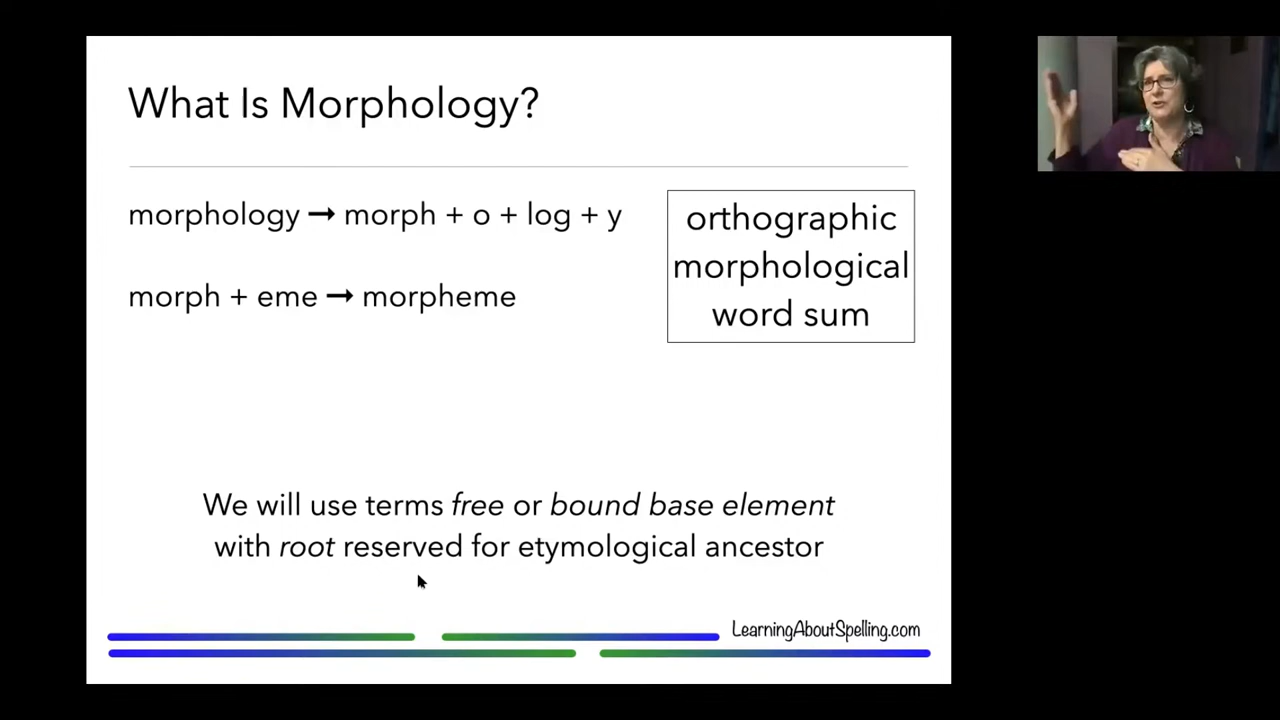 What Is Morphology?
morphology → morph + o + log + y
morph + eme → morpheme
orthographic
morphological
word sum
We will use terms free or bound base element
with root reserved for etymological ancestor
LearningAboutSpelling.com